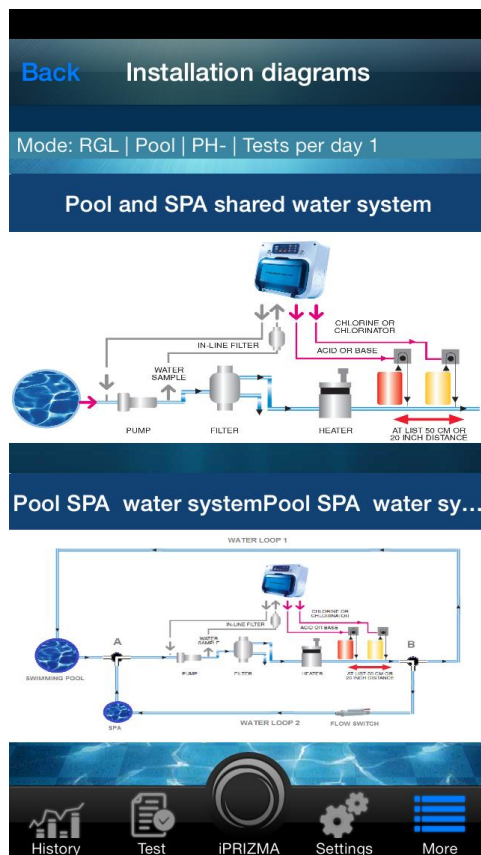 Back
Installation diagrams
Mode: RGL | Pool | PH- | Tests per day 1
Pool and SPA shared water system
CHLORINE OR
CHLORINATOR
IN-LINE FILTER
ACID OR BASE
WATER
SAMPLE
PUMP
FILTER
HEATER
AT LIST 50 CM OR
20 INCH DISTANCE
Pool SPA  water systemPool SPA  water sy...
WATER LOOP 1
CHLORINE OR
CHLORINATOR
IN-LINE FILTER
ACID OR BASE
A
WATER
SAMPLE
B
PUMP
FILTER
HEATER
AT LIST 50 CM OR
20 INCH DISTANCE
SWIMMING POOL
SPA
WATER LOOP 2
FLOW SWITCH
History
Test
iPRIZMA
Settings
More